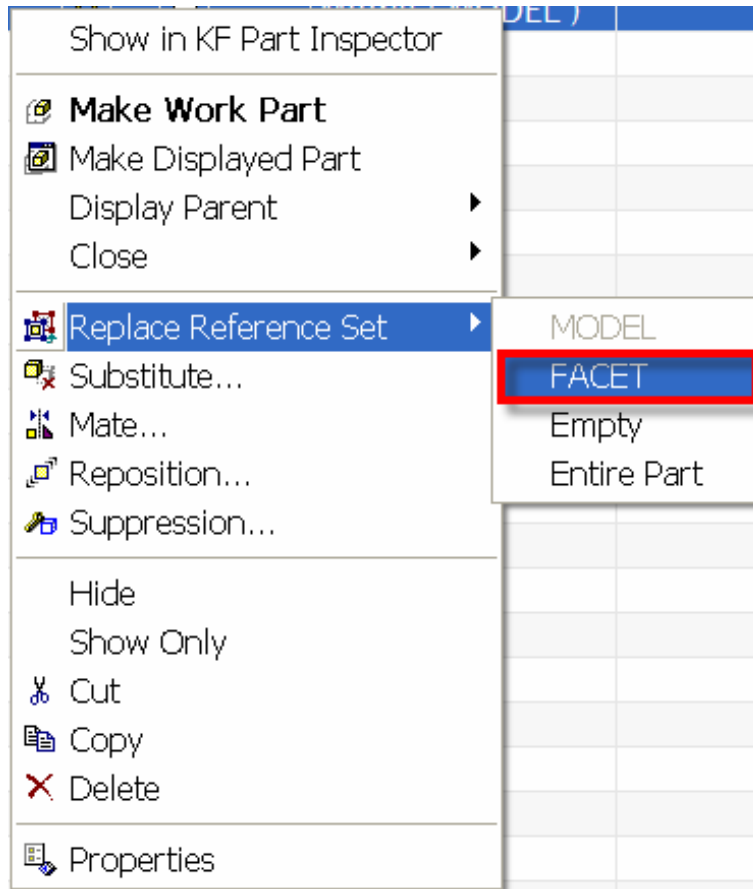 Show in KF Part Inspector
Make Work Part
Make Displayed Part
Display Parent
Close
Replace Reference Set
Substitute...
Mate...
Reposition...
Suppression...
Hide
Show Only
Cut
Copy
Delete
Properties
MODEL
FACET
Empty
Entire Part